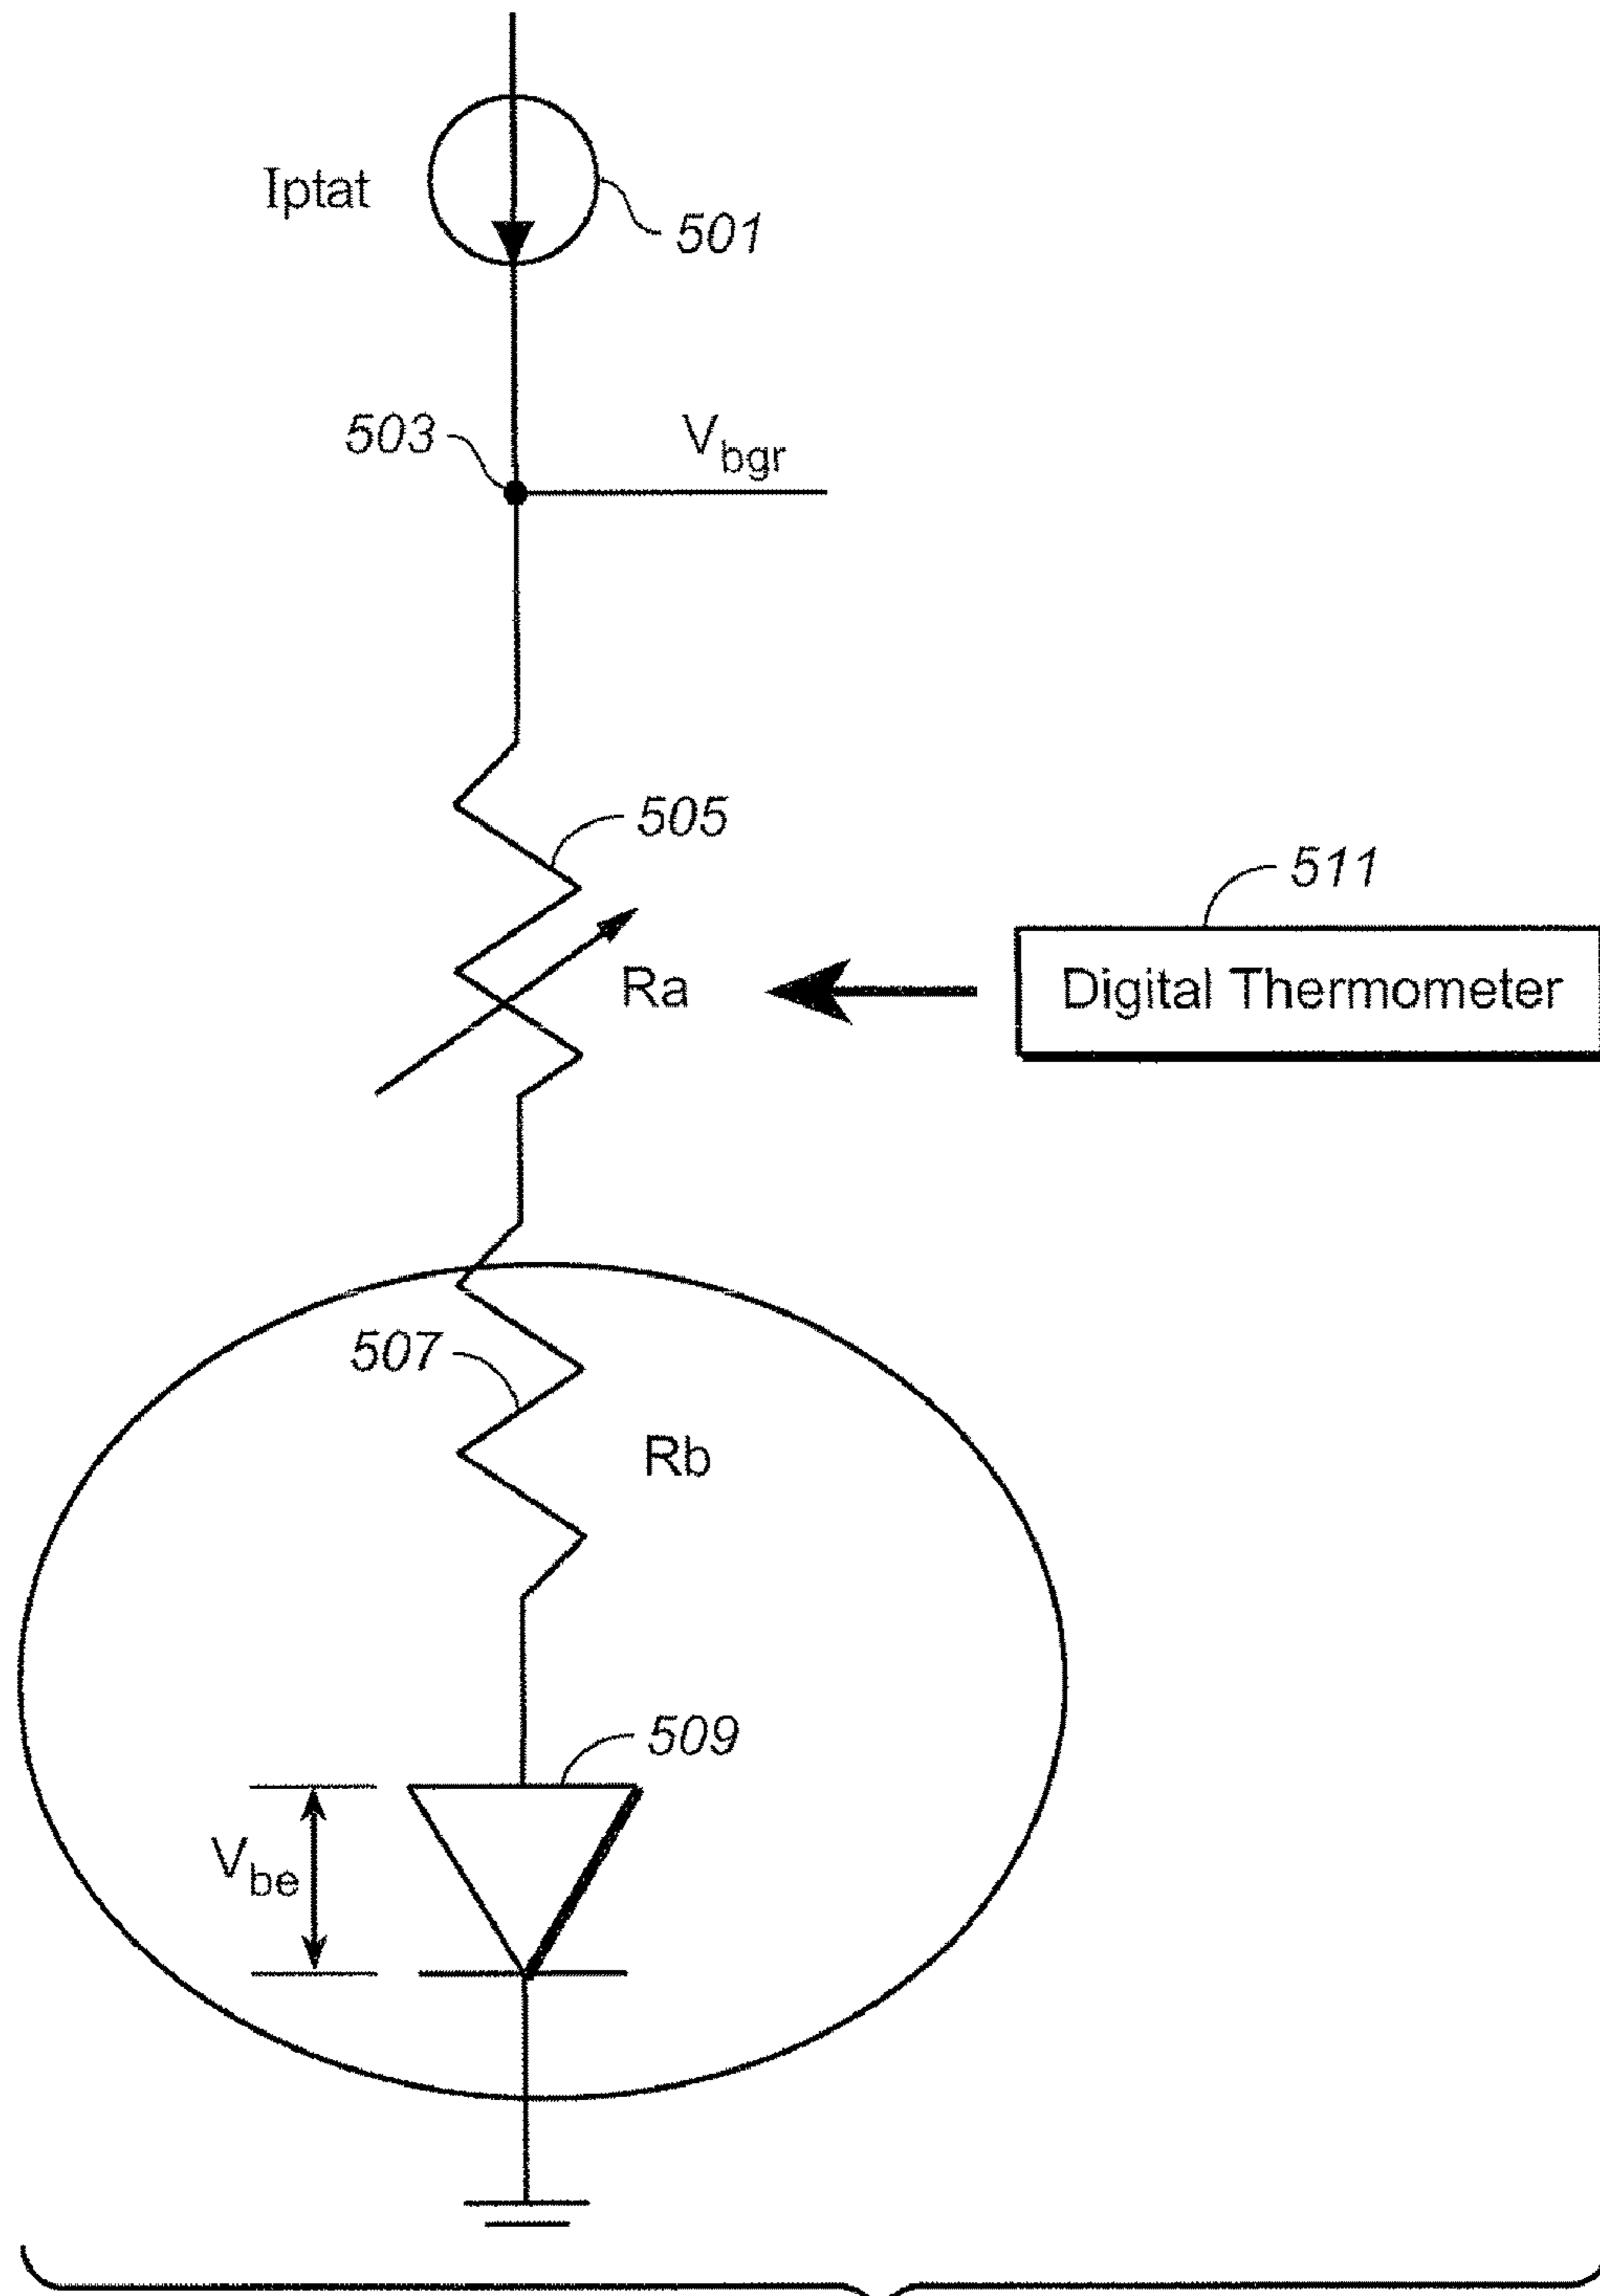 Iptat
501
503
Vbgr
505
511
Ra
Digital Thermometer
507
Rb
509
Vbe